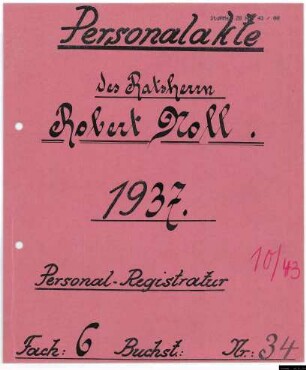 Personalakte
des Ratsherrn
Robert Noll.
1937.
10/43
Personal-Registratur
Fach: 6 Buchst.: Nr.: 34